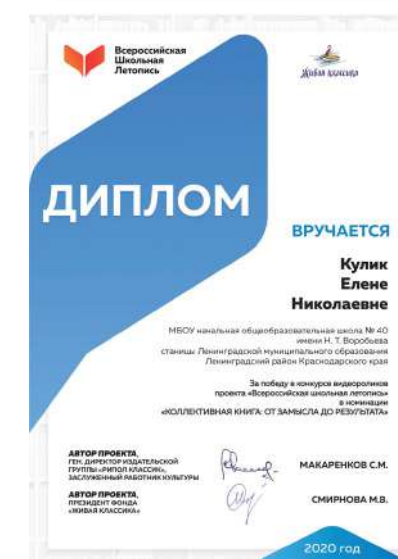 Всероссийская
Школьная
Летопись
Живая классика
ДИПЛОМ
ВРУЧАЕТСЯ
Кулик
Елене
Николаевне
МБОУ начальная общеобразовательная школа № 40
имени Н. Т. Воробьева
станицы Ленинградской муниципального образования
Ленинградский район Краснодарского края
За победу в конкурсе видеороликов
проекта «Всероссийская школьная летопись»
в номинации
«КОЛЛЕКТИВНАЯ КНИГА: ОТ ЗАМЫСЛА ДО РЕЗУЛЬТАТА»
АВТОР ПРОЕКТА,
ГЕН. ДИРЕКТОР ИЗДАТЕЛЬСКОЙ
ГРУППЫ «РИПОЛ КЛАССИК»,
ЗАСЛУЖЕННЫЙ РАБОТНИК КУЛЬТУРЫ
МАКАРЕНКОВ С.М.
АВТОР ПРОЕКТА,
ПРЕЗИДЕНТ ФОНДА
«ЖИВАЯ КЛАССИКА»
СМИРНОВА М.В.
2020 год